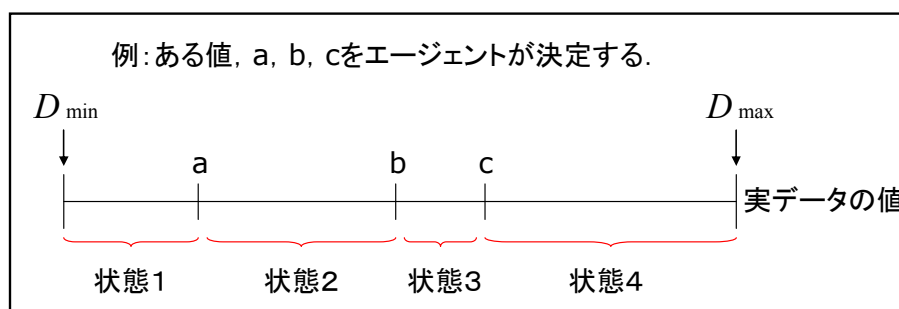 例：ある値，a，b，cをエージェントが決定する．
D min D max
a b c
実データの値
状態１ 状態２ 状態３ 状態４